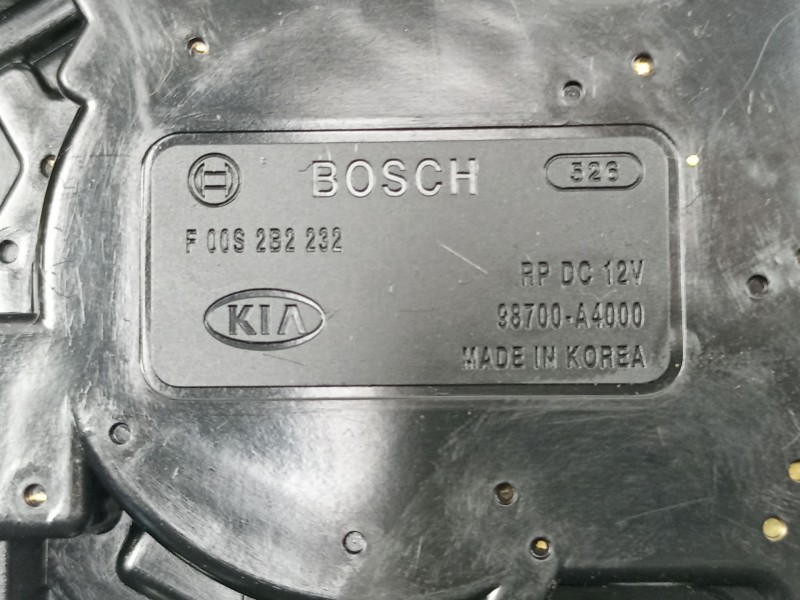 BOSCH 526
F 00S 2B2 232
RP DC 12V
KIA 98700-A4000
MADE IN KOREA